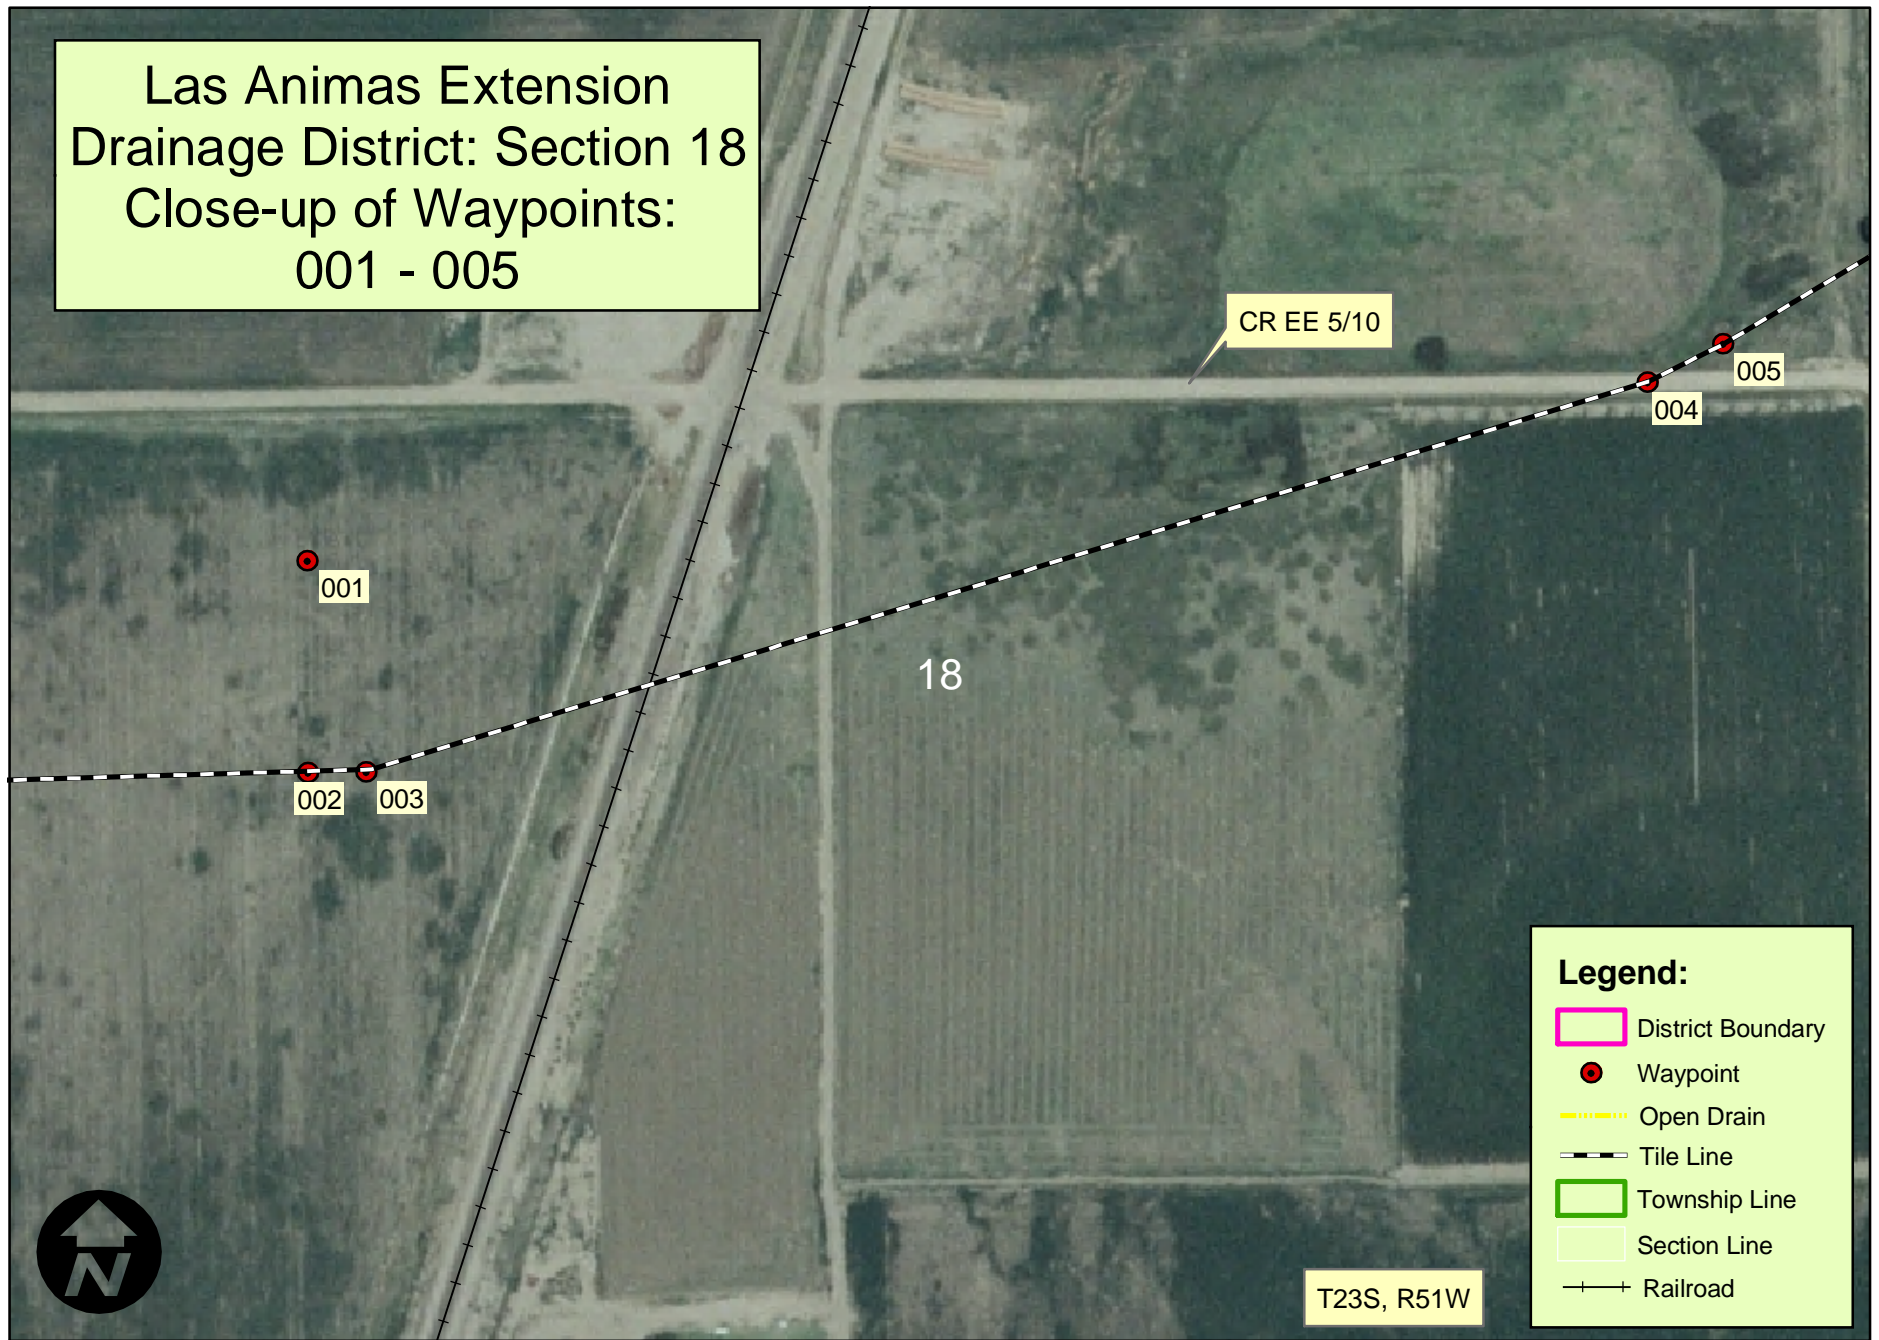 Las Animas Extension
Drainage District: Section 18
Close-up of Waypoints:
001 - 005
CR EE 5/10
005
004
001
18
002
003
Legend:
District Boundary
Waypoint
Open Drain
Tile Line
Township Line
Section Line
Railroad
N
T23S, R51W